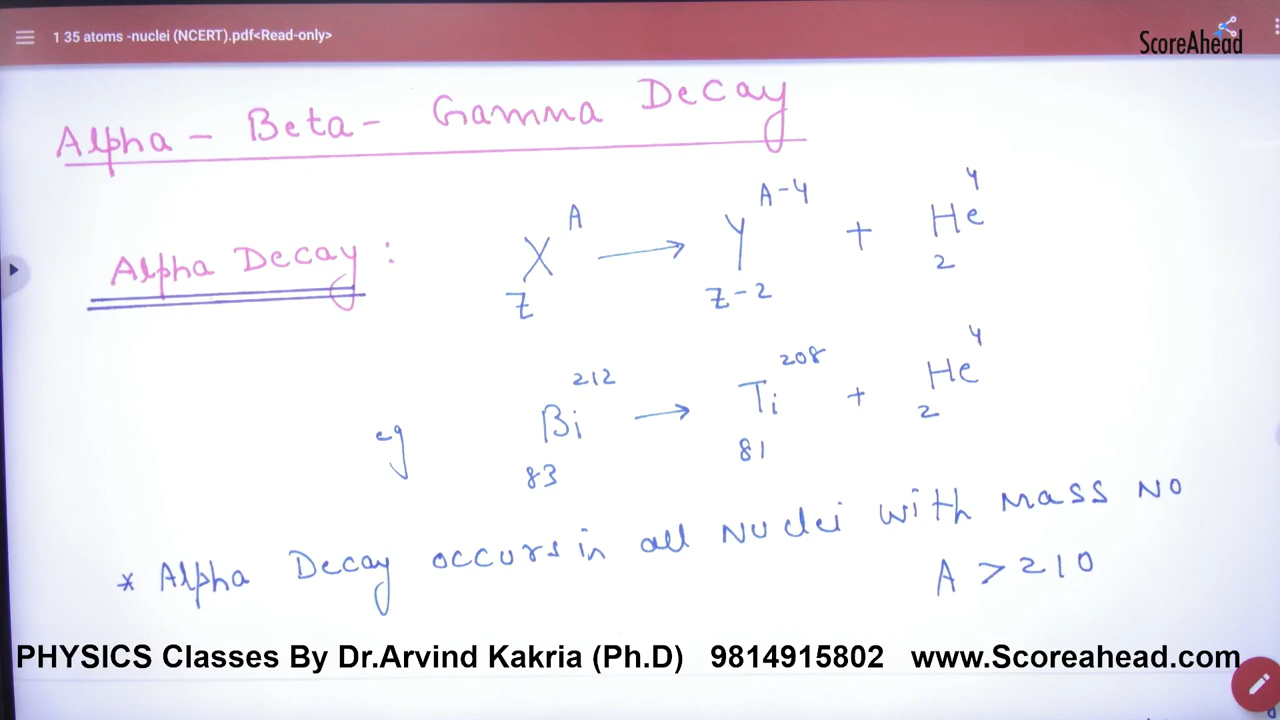 1 35 atoms -nuclei (NCERT).pdf<Read-only>
ScoreAhead
Alpha - Beta - Gamma Decay
Alpha Decay : X A Z → Y A-4 Z-2 + He 4 2
eg Bi 212 83 → Ti 208 81 + He 4 2
* Alpha Decay occurs in all Nuclei with mass no
A > 210
PHYSICS Classes By Dr.Arvind Kakria (Ph.D) 9814915802 www.Scoreahead.com